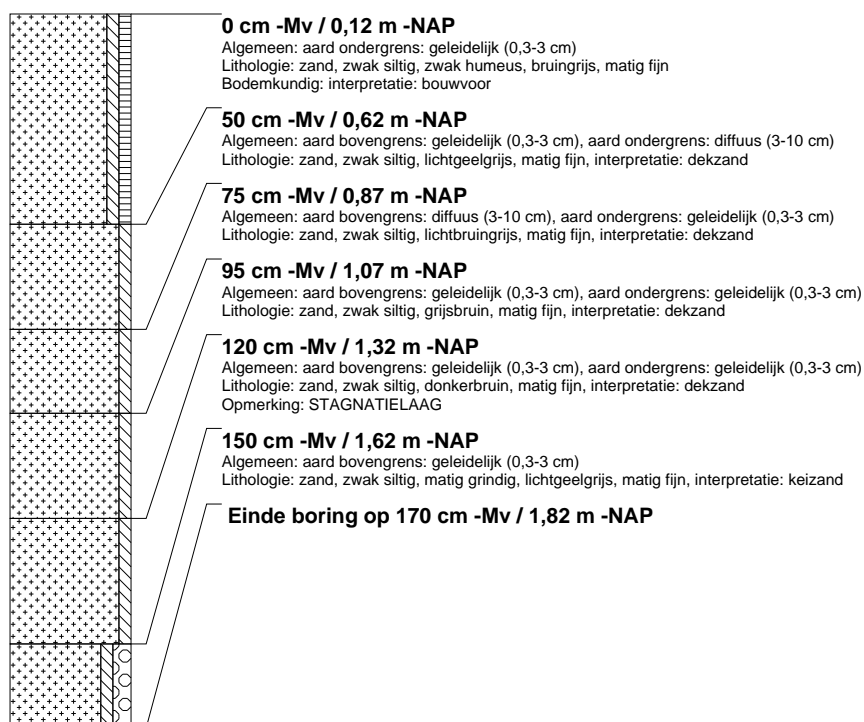 0 cm -Mv / 0,12 m -NAP
Algemeen: aard ondergrens: geleidelijk (0,3-3 cm)
Lithologie: zand, zwak siltig, zwak humeus, bruingrijs, matig fijn
Bodemkundig: interpretatie: bouwvoor
50 cm -Mv / 0,62 m -NAP
Algemeen: aard bovengrens: geleidelijk (0,3-3 cm), aard ondergrens: diffuus (3-10 cm)
Lithologie: zand, zwak siltig, lichtgeelgrijs, matig fijn, interpretatie: dekzand
75 cm -Mv / 0,87 m -NAP
Algemeen: aard bovengrens: diffuus (3-10 cm), aard ondergrens: geleidelijk (0,3-3 cm)
Lithologie: zand, zwak siltig, lichtbruingrijs, matig fijn, interpretatie: dekzand
95 cm -Mv / 1,07 m -NAP
Algemeen: aard bovengrens: geleidelijk (0,3-3 cm), aard ondergrens: geleidelijk (0,3-3 cm)
Lithologie: zand, zwak siltig, grijsbruin, matig fijn, interpretatie: dekzand
120 cm -Mv / 1,32 m -NAP
Algemeen: aard bovengrens: geleidelijk (0,3-3 cm), aard ondergrens: geleidelijk (0,3-3 cm)
Lithologie: zand, zwak siltig, donkerbruin, matig fijn, interpretatie: dekzand
Opmerking: STAGNATIELAAG
150 cm -Mv / 1,62 m -NAP
Algemeen: aard bovengrens: geleidelijk (0,3-3 cm)
Lithologie: zand, zwak siltig, matig grindig, lichtgeelgrijs, matig fijn, interpretatie: keizand
Einde boring op 170 cm -Mv / 1,82 m -NAP